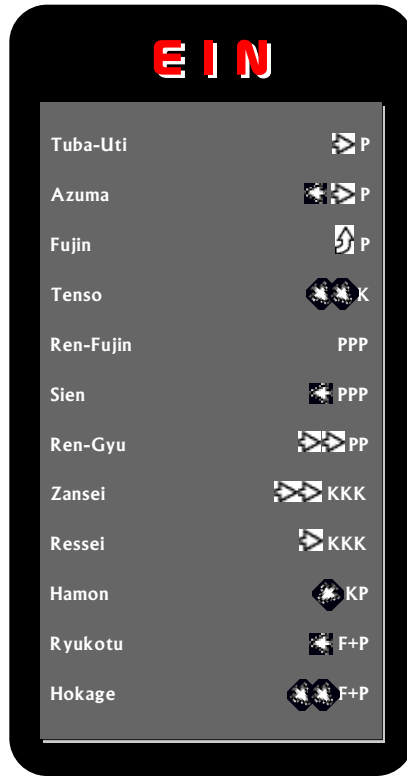 EIN
Tuba-Uti P
Azuma P
Fujin P
Tenso K
Ren-Fujin PPP
Sien PPP
Ren-Gyu PP
Zansei KKK
Ressei KKK
Hamon KP
Ryukotu F+P
Hokage F+P